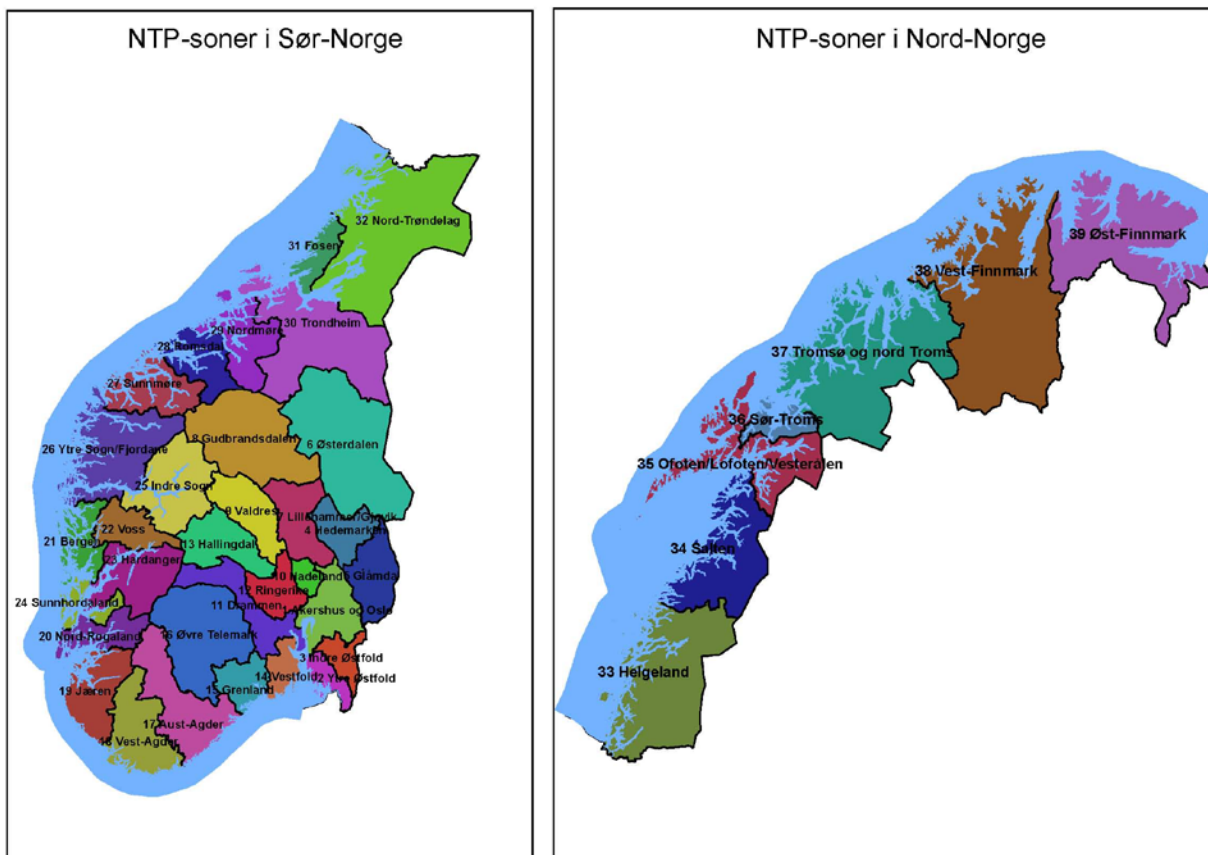 NTP-soner i Sør-Norge
32 Nord-Trøndelag
31 Fosen
30 Trondheim
29 Nordmøre
28 Romsdal
27 Sunnmøre
8 Gudbrandsdalen
6 Østerdalen
26 Ytre Sogn/Fjordane
25 Indre Sogn
9 Valdres
7 Lillehammer/Gjøvik
4 Hedemarken
22 Voss
21 Bergen
13 Hallingdal
23 Hardanger
10 Hadeland
5 Glåmdal
12 Ringerike
24 Sunnhordaland
11 Drammen
1 Akershus og Oslo
20 Nord-Rogaland
16 Øvre Telemark
3 Indre Østfold
14 Vestfold
2 Ytre Østfold
19 Jæren
15 Grenland
17 Aust-Agder
18 Vest-Agder
NTP-soner i Nord-Norge
39 Øst-Finnmark
38 Vest-Finnmark
37 Tromsø og nord Troms
36 Sør-Troms
35 Ofoten/Lofoten/Vesterålen
34 Salten
33 Helgeland